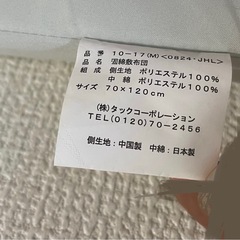 品 番 10-17(M)<0824-JHL>
品 名 固綿敷布団
組 成 側生地 ポリエステル100%
中 綿 ポリエステル100%
サイズ 70×120cm
(株)タックコーポレーション
TEL(0120)70-2456
側生地:中国製 中綿:日本製